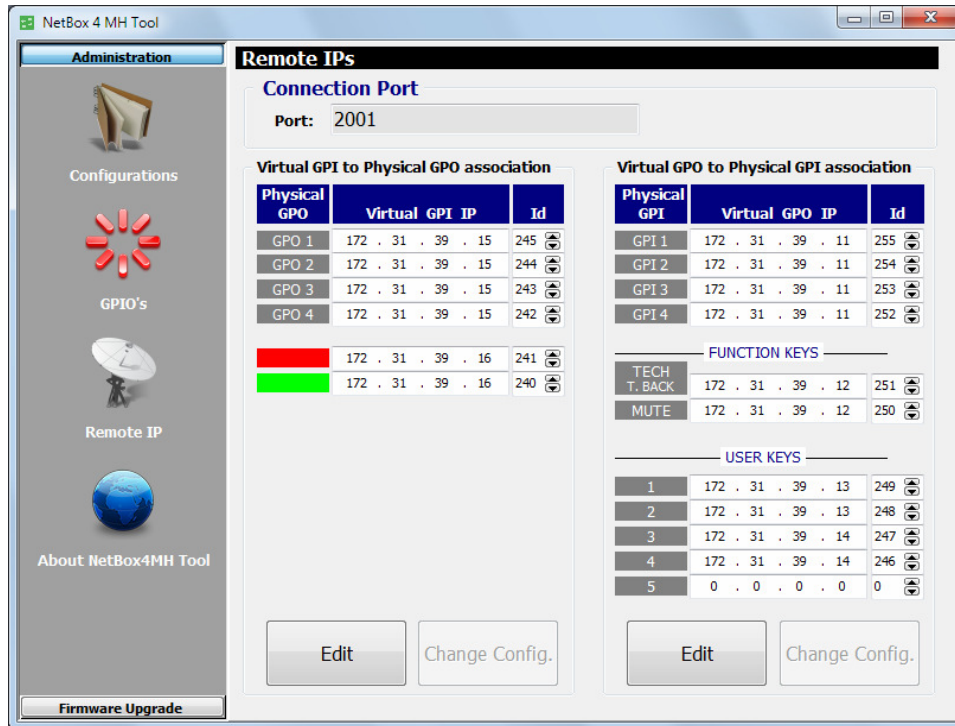 NetBox 4 MH Tool
Administration
Configurations
GPIO's
Remote IP
About NetBox4MH Tool
Firmware Upgrade
Remote IPs
Connection Port
Port: 2001
Virtual GPI to Physical GPO association
Physical GPO Virtual GPI IP Id
GPO 1 172 . 31 . 39 . 15 245
GPO 2 172 . 31 . 39 . 15 244
GPO 3 172 . 31 . 39 . 15 243
GPO 4 172 . 31 . 39 . 15 242
172 . 31 . 39 . 16 241
172 . 31 . 39 . 16 240
Edit Change Config.
Virtual GPO to Physical GPI association
Physical GPI Virtual GPO IP Id
GPI 1 172 . 31 . 39 . 11 255
GPI 2 172 . 31 . 39 . 11 254
GPI 3 172 . 31 . 39 . 11 253
GPI 4 172 . 31 . 39 . 11 252
FUNCTION KEYS
TECH T. BACK 172 . 31 . 39 . 12 251
MUTE 172 . 31 . 39 . 12 250
USER KEYS
1 172 . 31 . 39 . 13 249
2 172 . 31 . 39 . 13 248
3 172 . 31 . 39 . 14 247
4 172 . 31 . 39 . 14 246
5 0 . 0 . 0 . 0 0
Edit Change Config.